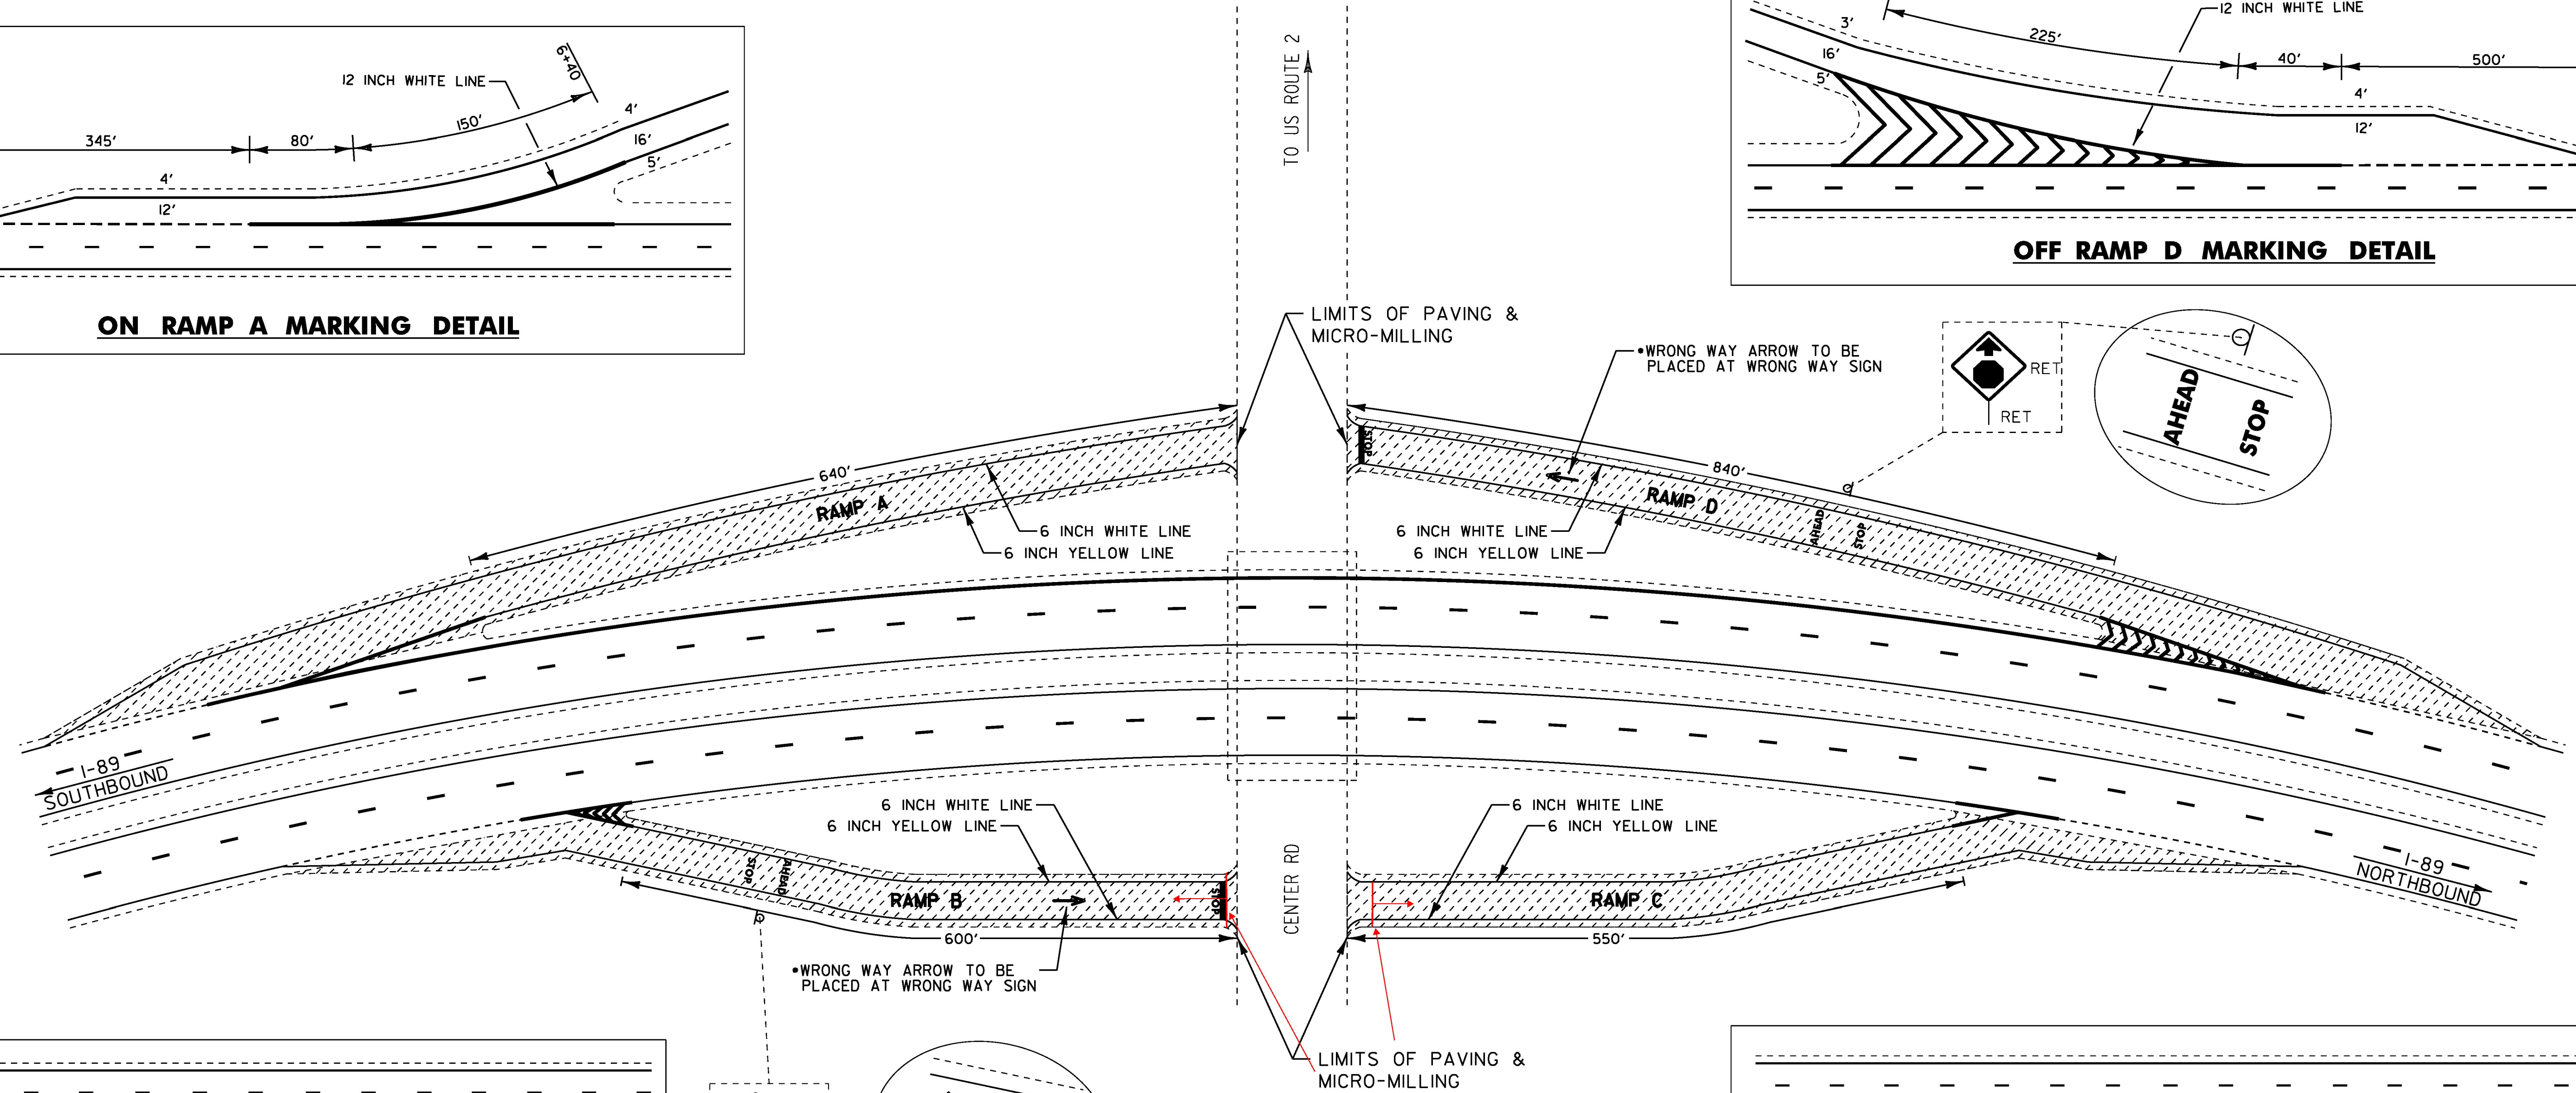 12 INCH WHITE LINE
6+40
345'
80'
150'
4'
16'
5'
4'
12'
ON RAMP A MARKING DETAIL
TO US ROUTE 2
12 INCH WHITE LINE
3'
225'
16'
40'
500'
5'
4'
12'
OFF RAMP D MARKING DETAIL
LIMITS OF PAVING &
MICRO-MILLING
•WRONG WAY ARROW TO BE
PLACED AT WRONG WAY SIGN
RET
RET
AHEAD
STOP
640'
RAMP A
6 INCH WHITE LINE
6 INCH YELLOW LINE
STOP
840'
RAMP D
6 INCH WHITE LINE
6 INCH YELLOW LINE
AHEAD
STOP
I-89
SOUTHBOUND
6 INCH WHITE LINE
6 INCH YELLOW LINE
STOP
AHEAD
RAMP B
STOP
600'
•WRONG WAY ARROW TO BE
PLACED AT WRONG WAY SIGN
CENTER RD
6 INCH WHITE LINE
6 INCH YELLOW LINE
RAMP C
550'
I-89
NORTHBOUND
LIMITS OF PAVING &
MICRO-MILLING